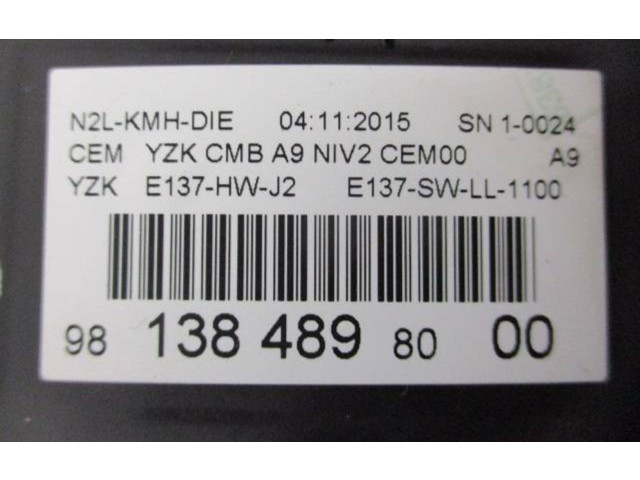 N2L-KMH-DIE 04:11:2015 SN 1-0024
CEM YZK CMB A9 NIV2 CEM00 A9
YZK E137-HW-J2 E137-SW-LL-1100
98 138 489 80 00